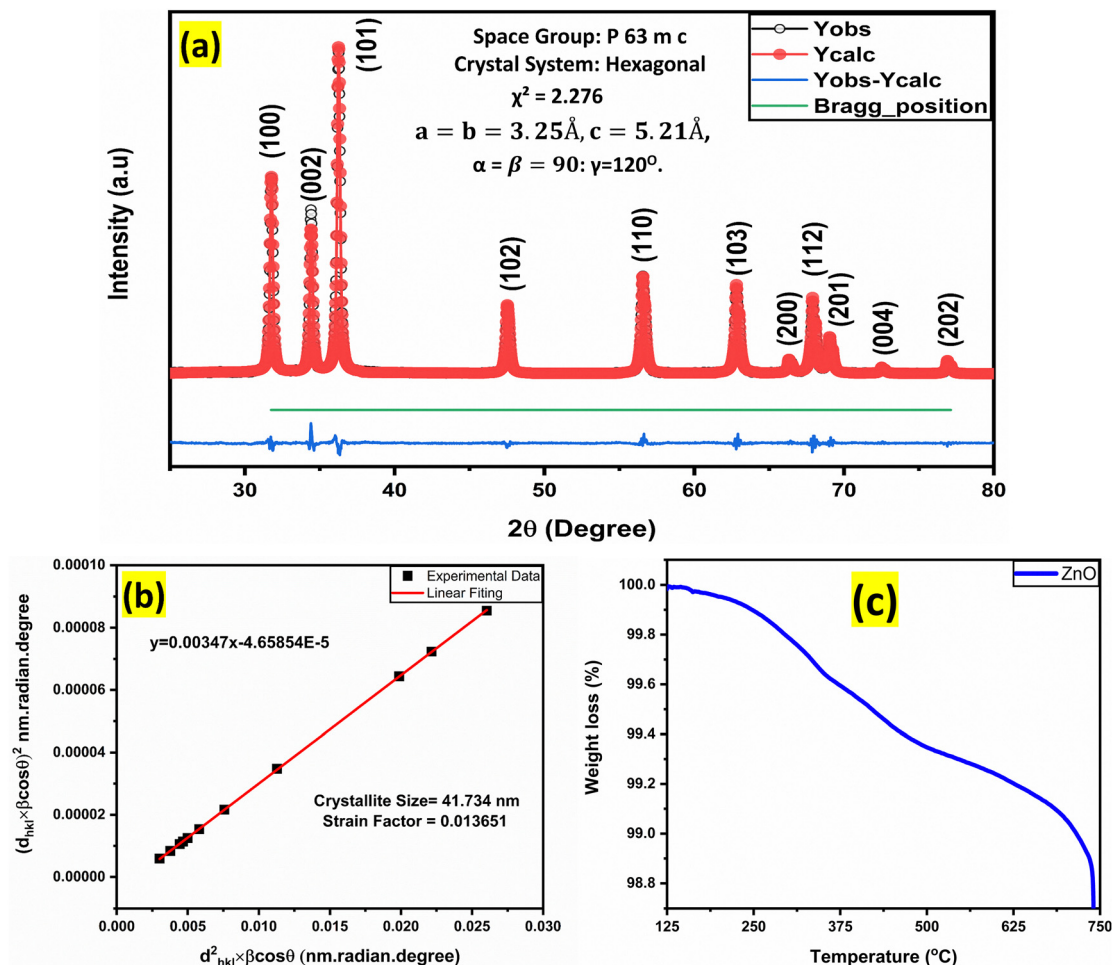 (a)
Space Group: P 63 m c
Crystal System: Hexagonal
χ² = 2.276
a = b = 3.25Å, c = 5.21Å,
α = β = 90: γ=120⁰.
Yobs
Ycalc
Yobs-Ycalc
Bragg_position
(100)
(002)
(101)
(102)
(110)
(103)
(200)
(112)
(201)
(004)
(202)
Intensity (a.u)
30
40
50
60
70
80
2θ (Degree)
(b)
Experimental Data
Linear Fitting
y=0.00347x-4.65854E-5
Crystallite Size= 41.734 nm
Strain Factor = 0.013651
0.00010
0.00008
0.00006
0.00004
0.00002
0.00000
(d_hkl×βcosθ)² nm.radian.degree
0.000
0.005
0.010
0.015
0.020
0.025
0.030
d²_hkl×βcosθ (nm.radian.degree)
(c)
ZnO
100.0
99.8
99.6
99.4
99.2
99.0
98.8
Weight loss (%)
125
250
375
500
625
750
Temperature (°C)